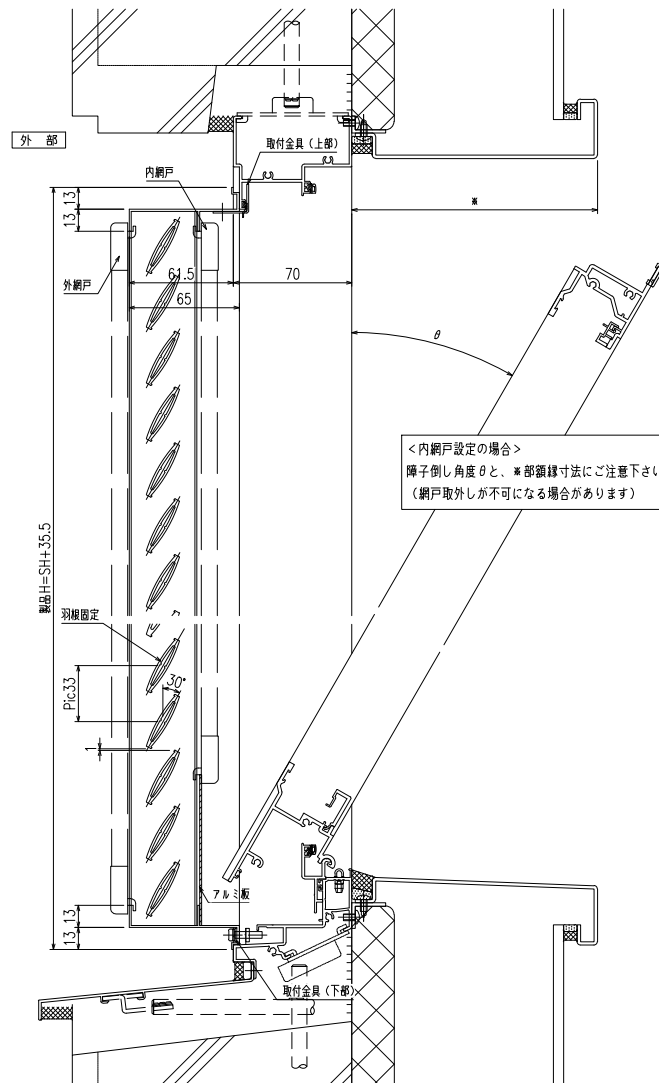 外 部
取付金具(上部)
内網戸
13
13
※
外網戸
61.5
70
65
θ
<内網戸設定の場合>
障子倒し角度θと、※部額縁寸法にご注意下さい
(網戸取外しが不可になる場合があります)
製品H=SH+35.5
羽根固定
30°
Pic33
1
アルミ板
13
13
取付金具(下部)